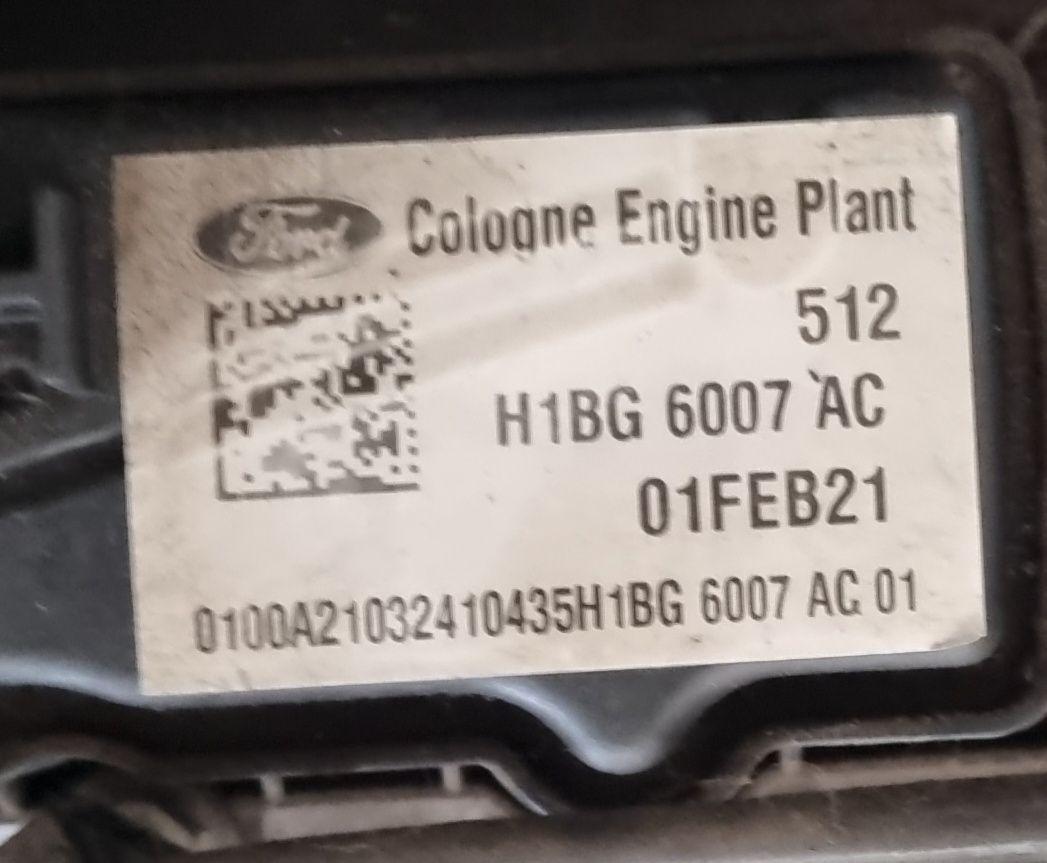 Ford Cologne Engine Plant
512
H1BG 6007 AC
01FEB21
0100A21032410435H1BG 6007 AC 01